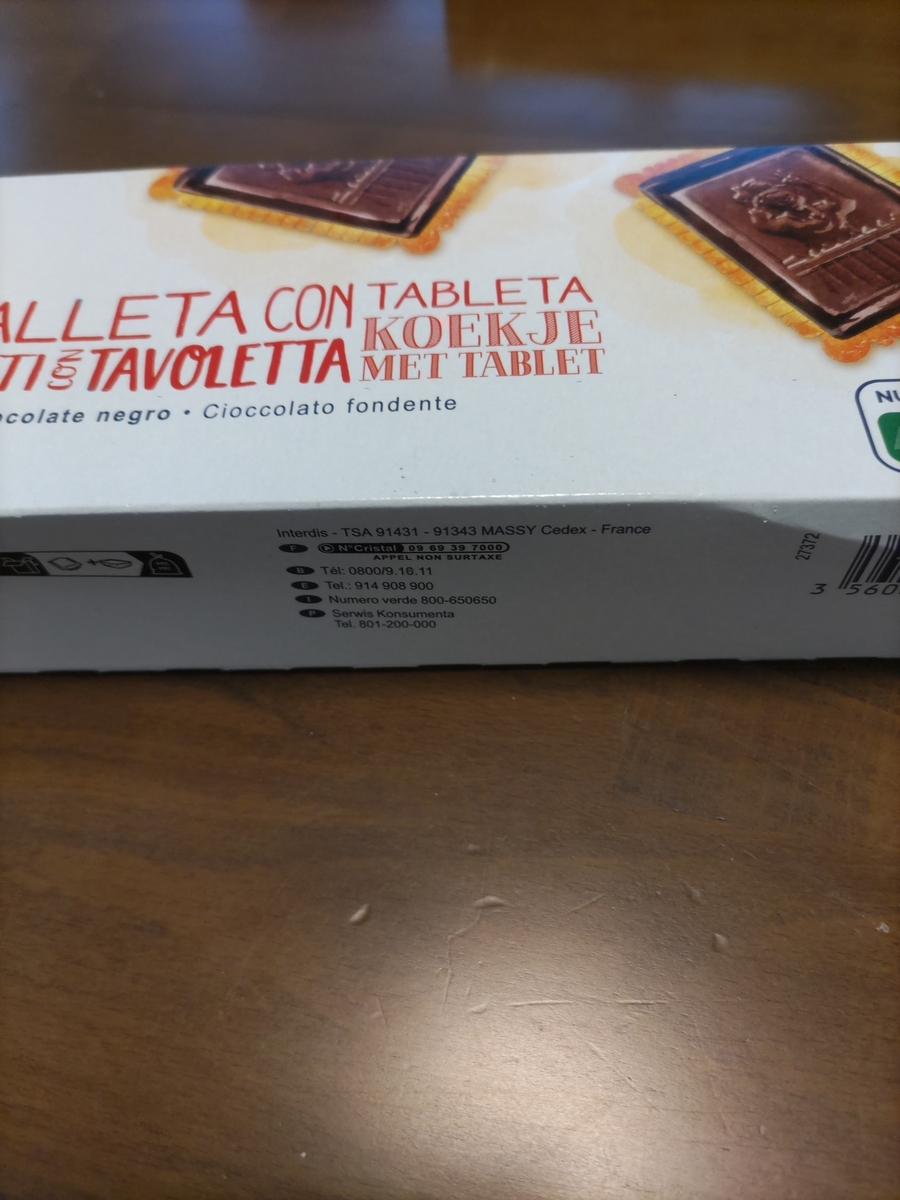 ALLETA CON TABLETA
TI CON TAVOLETTA KOEKJE
MET TABLET
ocolate negro • Cioccolato fondente
NU
Interdis - TSA 91431 - 91343 MASSY Cedex - France
F N°Cristal 09 69 39 7000
APPEL NON SURTAXE
B Tél: 0800/9.16.11
E Tel.: 914 908 900
I Numero verde 800-650650
P Serwis Konsumenta
Tel. 801-200-000
27372
3 560